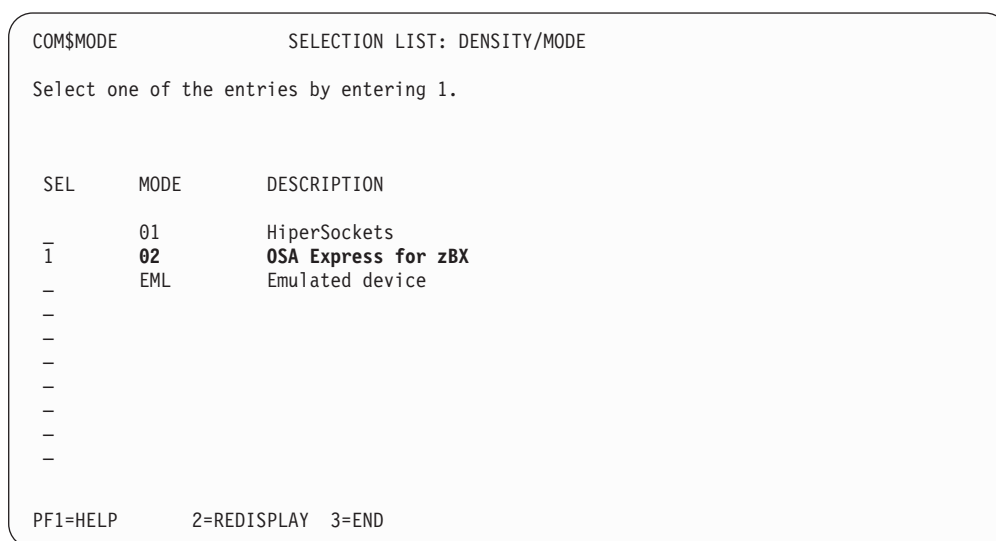 COM$MODE SELECTION LIST: DENSITY/MODE
Select one of the entries by entering 1.
SEL MODE DESCRIPTION
_ 01 HiperSockets
1 02 OSA Express for zBX
_ EML Emulated device
_
_
_
_
_
_
_
PF1=HELP 2=REDISPLAY 3=END